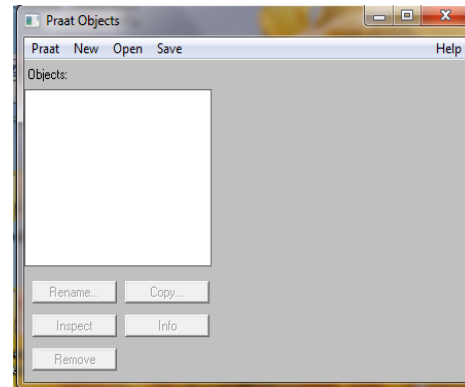 Praat Objects
Praat New Open Save Help
Objects:
Rename... Copy...
Inspect Info
Remove